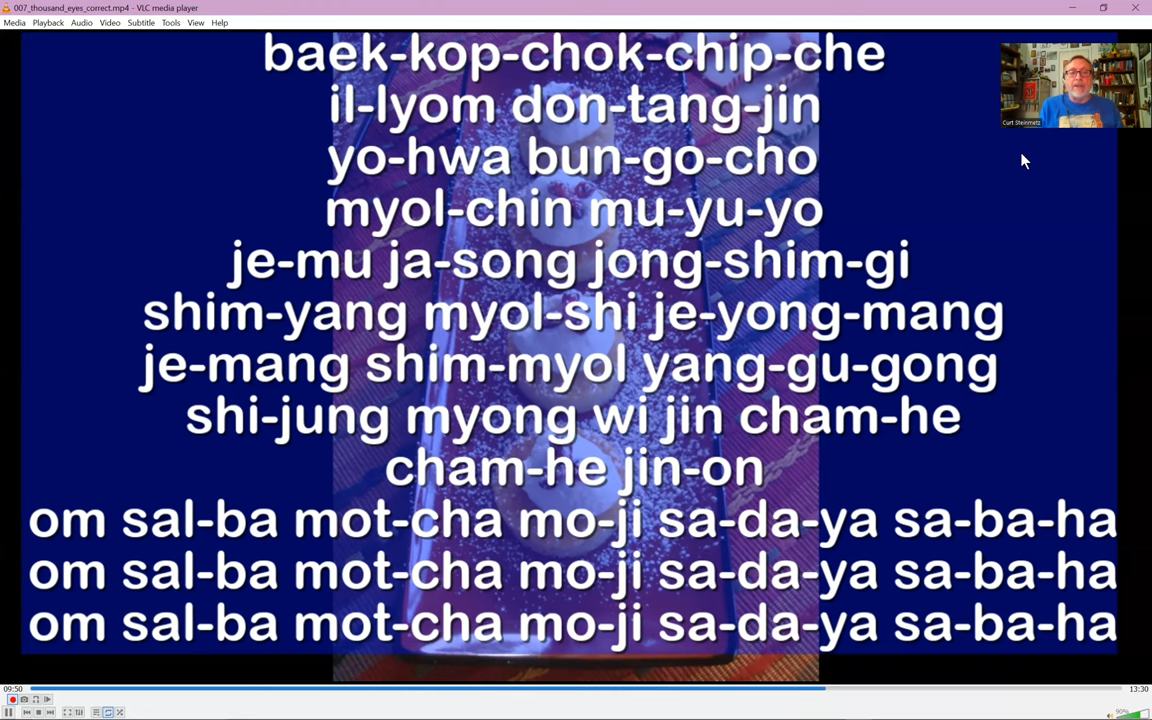 007_thousand_eyes_correct.mp4 - VLC media player
Media Playback Audio Video Subtitle Tools View Help
baek-kop-chok-chip-che
il-lyom don-tang-jin
yo-hwa bun-go-cho
myol-chin mu-yu-yo
je-mu ja-song jong-shim-gi
shim-yang myol-shi je-yong-mang
je-mang shim-myol yang-gu-gong
shi-jung myong wi jin cham-he
cham-he jin-on
om sal-ba mot-cha mo-ji sa-da-ya sa-ba-ha
om sal-ba mot-cha mo-ji sa-da-ya sa-ba-ha
om sal-ba mot-cha mo-ji sa-da-ya sa-ba-ha
Curt Steinmetz
09:50
13:30
90%